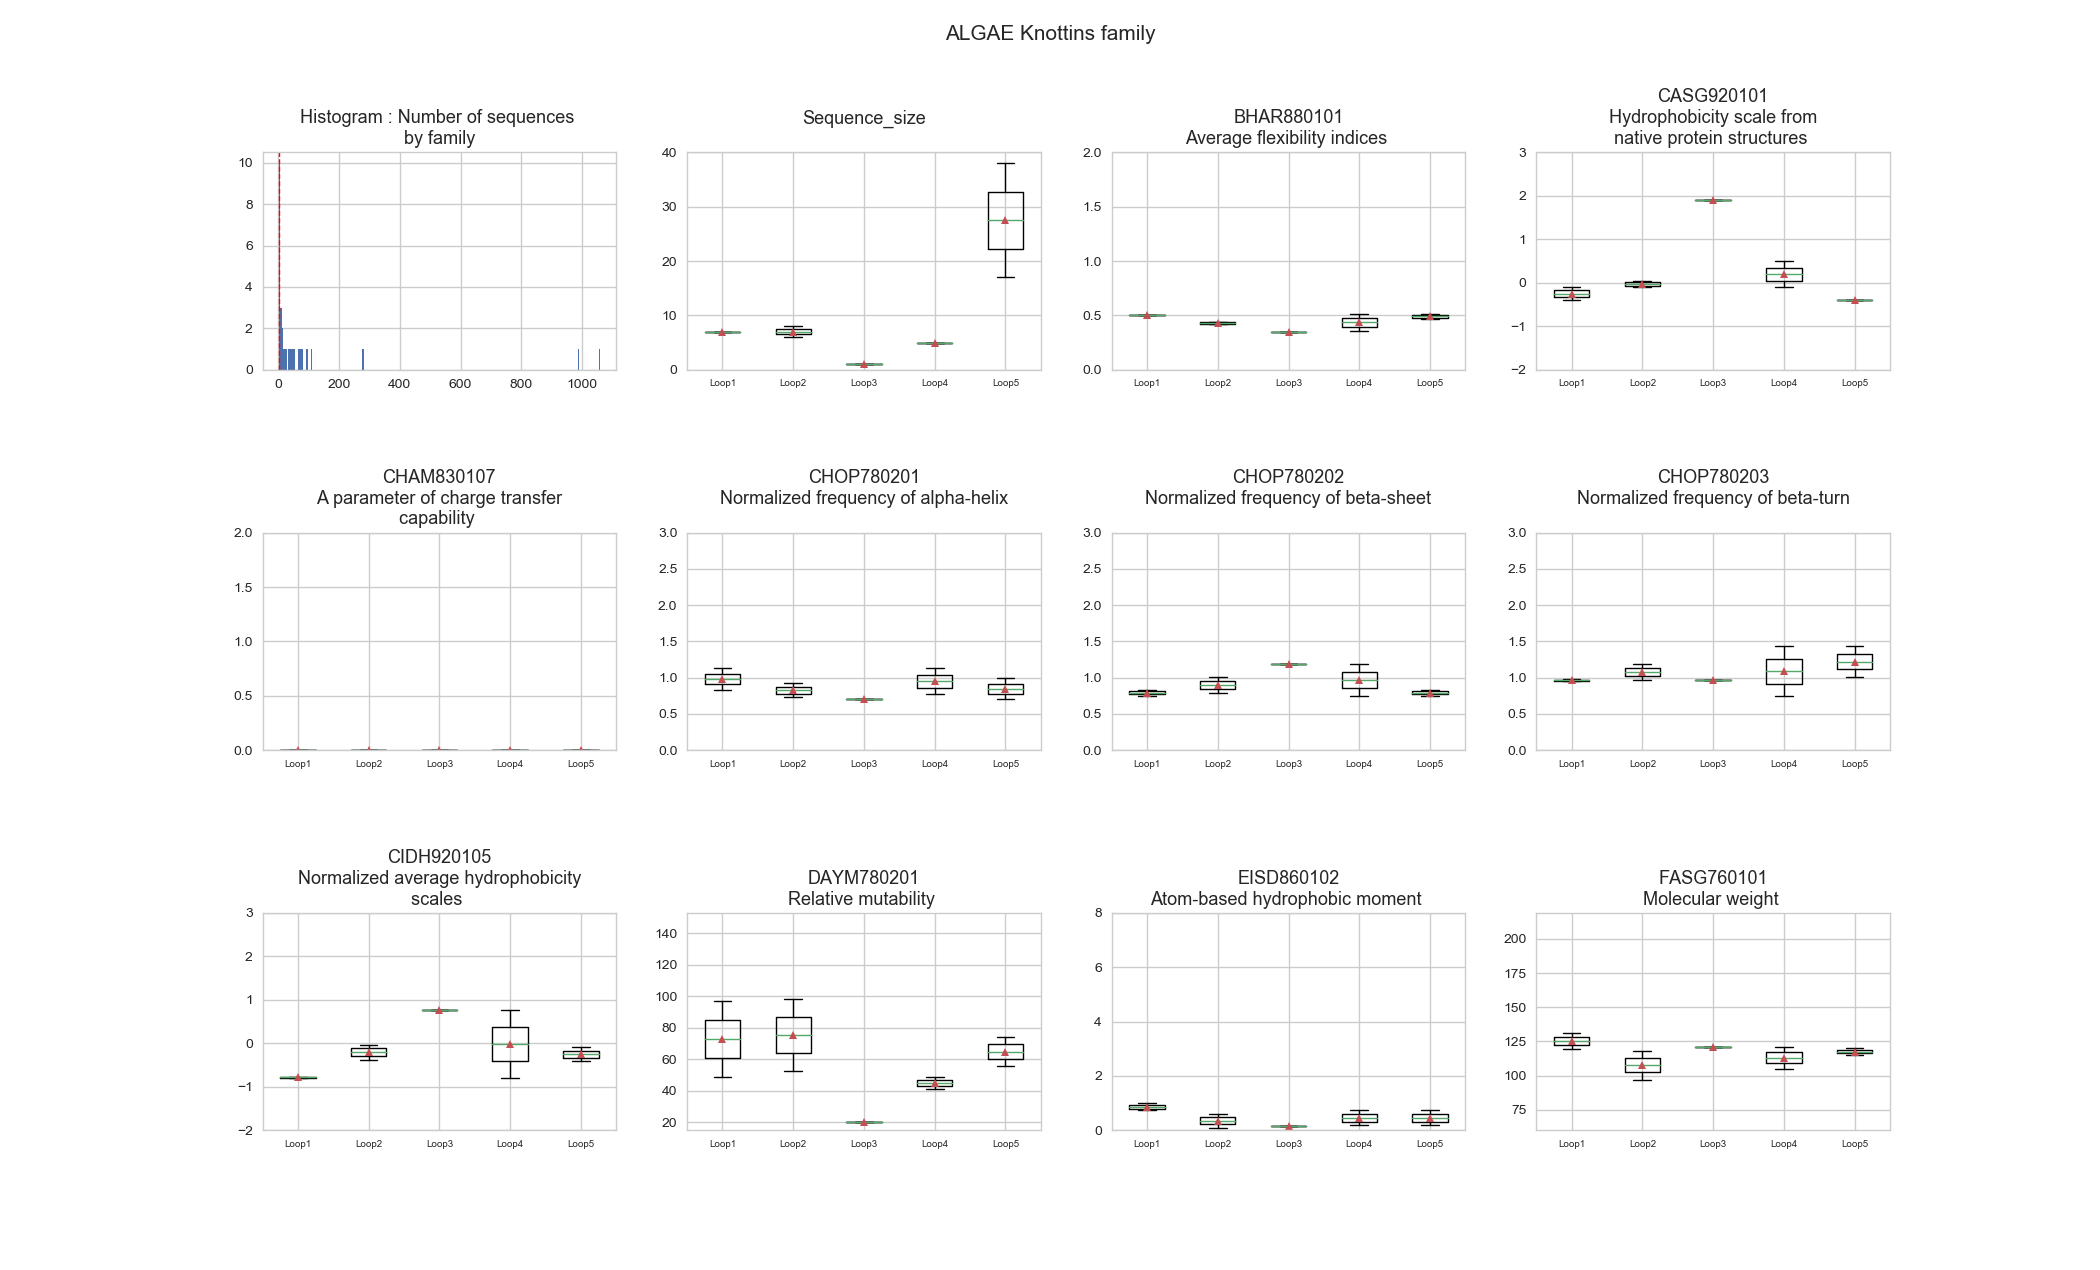 ALGAE Knottins family
Histogram : Number of sequences
by family
10
8
6
4
2
0
0 200 400 600 800 1000
Sequence_size
40
30
20
10
0
Loop1 Loop2 Loop3 Loop4 Loop5
BHAR880101
Average flexibility indices
2.0
1.5
1.0
0.5
0.0
Loop1 Loop2 Loop3 Loop4 Loop5
CASG920101
Hydrophobicity scale from
native protein structures
3
2
1
0
−1
−2
Loop1 Loop2 Loop3 Loop4 Loop5
CHAM830107
A parameter of charge transfer
capability
2.0
1.5
1.0
0.5
0.0
Loop1 Loop2 Loop3 Loop4 Loop5
CHOP780201
Normalized frequency of alpha-helix
3.0
2.5
2.0
1.5
1.0
0.5
0.0
Loop1 Loop2 Loop3 Loop4 Loop5
CHOP780202
Normalized frequency of beta-sheet
3.0
2.5
2.0
1.5
1.0
0.5
0.0
Loop1 Loop2 Loop3 Loop4 Loop5
CHOP780203
Normalized frequency of beta-turn
3.0
2.5
2.0
1.5
1.0
0.5
0.0
Loop1 Loop2 Loop3 Loop4 Loop5
CIDH920105
Normalized average hydrophobicity
scales
3
2
1
0
−1
−2
Loop1 Loop2 Loop3 Loop4 Loop5
DAYM780201
Relative mutability
140
120
100
80
60
40
20
Loop1 Loop2 Loop3 Loop4 Loop5
EISD860102
Atom-based hydrophobic moment
8
6
4
2
0
Loop1 Loop2 Loop3 Loop4 Loop5
FASG760101
Molecular weight
200
175
150
125
100
75
Loop1 Loop2 Loop3 Loop4 Loop5